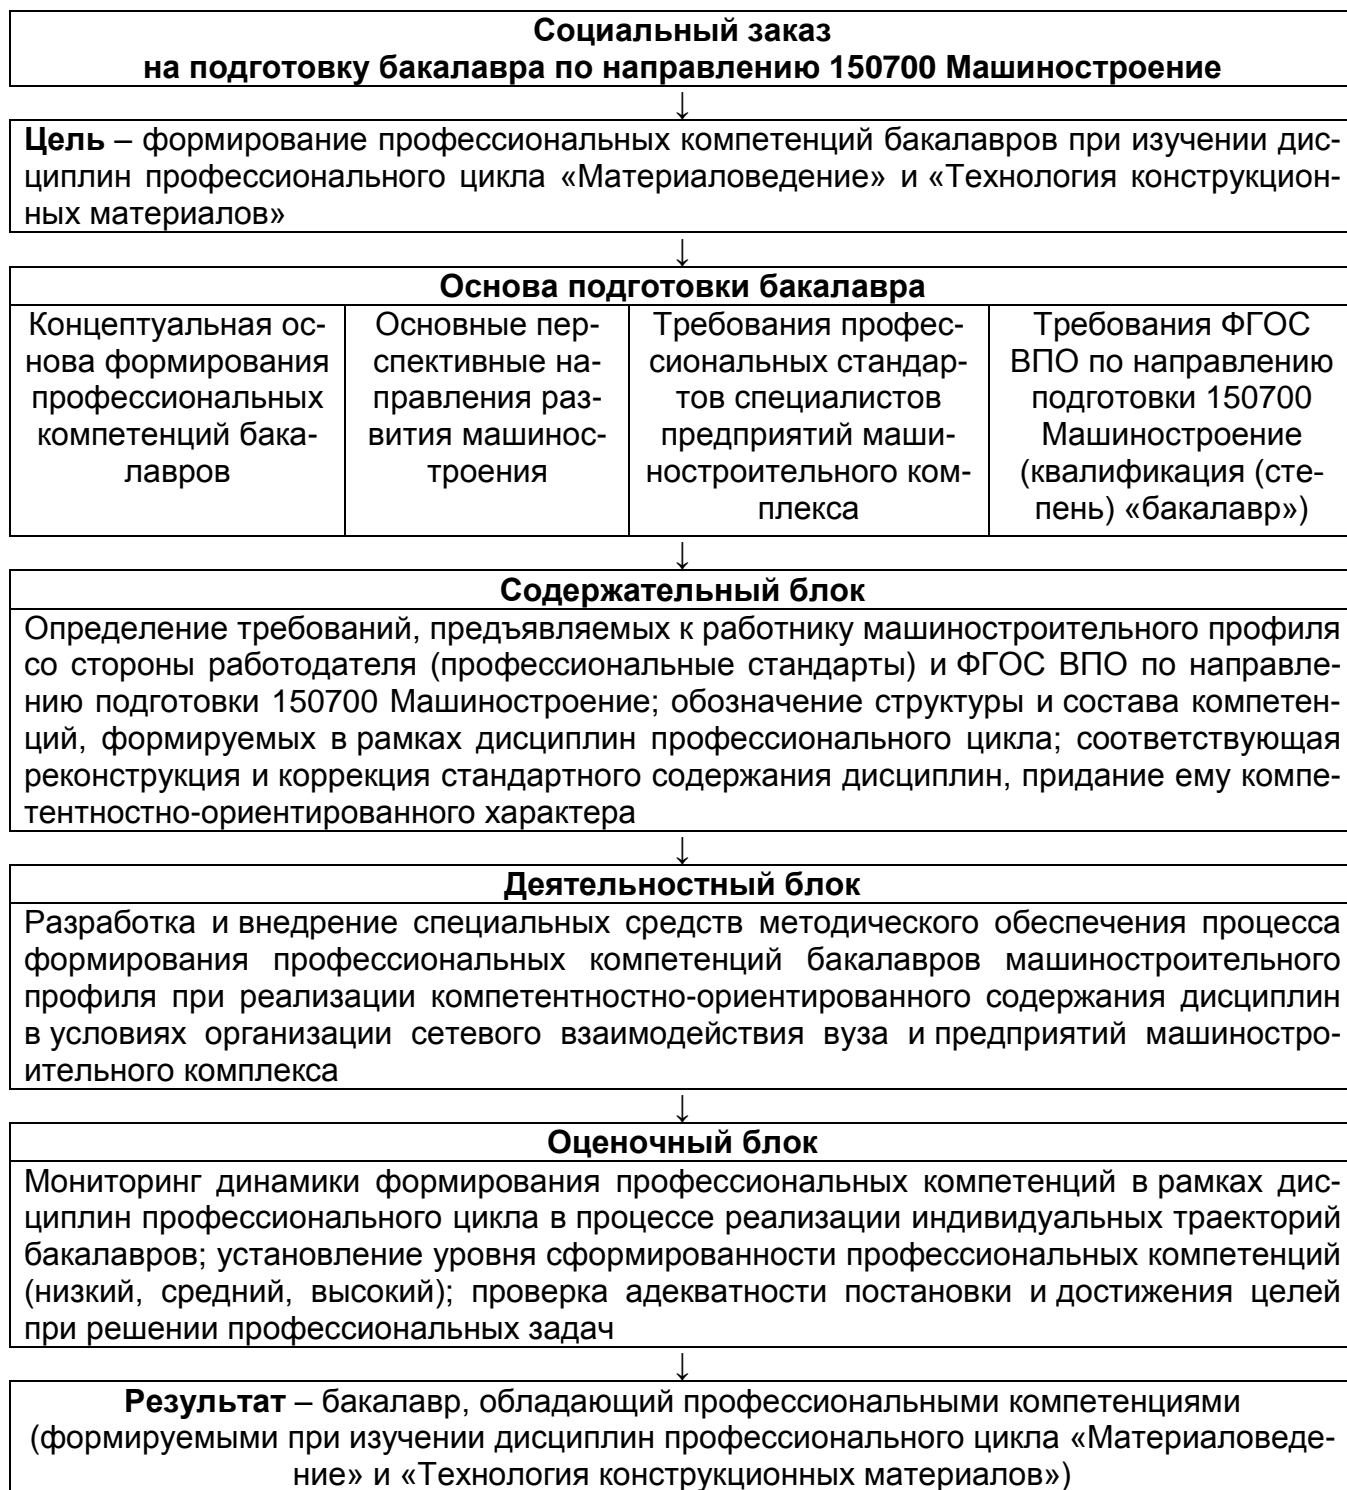 Социальный заказ
на подготовку бакалавра по направлению 150700 Машиностроение
↓
Цель – формирование профессиональных компетенций бакалавров при изучении дис-
циплин профессионального цикла «Материаловедение» и «Технология конструкцион-
ных материалов»
↓
Основа подготовки бакалавра
Концептуальная ос-
нова формирования
профессиональных
компетенций бака-
лавров
Основные пер-
спективные на-
правления раз-
вития машинос-
троения
Требования профес-
сиональных стандар-
тов специалистов
предприятий маши-
ностроительного ком-
плекса
Требования ФГОС
ВПО по направлению
подготовки 150700
Машиностроение
(квалификация (сте-
пень) «бакалавр»)
↓
Содержательный блок
Определение требований, предъявляемых к работнику машиностроительного профиля
со стороны работодателя (профессиональные стандарты) и ФГОС ВПО по направле-
нию подготовки 150700 Машиностроение; обозначение структуры и состава компетен-
ций, формируемых в рамках дисциплин профессионального цикла; соответствующая
реконструкция и коррекция стандартного содержания дисциплин, придание ему компе-
тентностно-ориентированного характера
↓
Деятельностный блок
Разработка и внедрение специальных средств методического обеспечения процесса
формирования профессиональных компетенций бакалавров машиностроительного
профиля при реализации компетентностно-ориентированного содержания дисциплин
в условиях организации сетевого взаимодействия вуза и предприятий машиностро-
ительного комплекса
↓
Оценочный блок
Мониторинг динамики формирования профессиональных компетенций в рамках дис-
циплин профессионального цикла в процессе реализации индивидуальных траекторий
бакалавров; установление уровня сформированности профессиональных компетенций
(низкий, средний, высокий); проверка адекватности постановки и достижения целей
при решении профессиональных задач
↓
Результат – бакалавр, обладающий профессиональными компетенциями
(формируемыми при изучении дисциплин профессионального цикла «Материаловеде-
ние» и «Технология конструкционных материалов»)